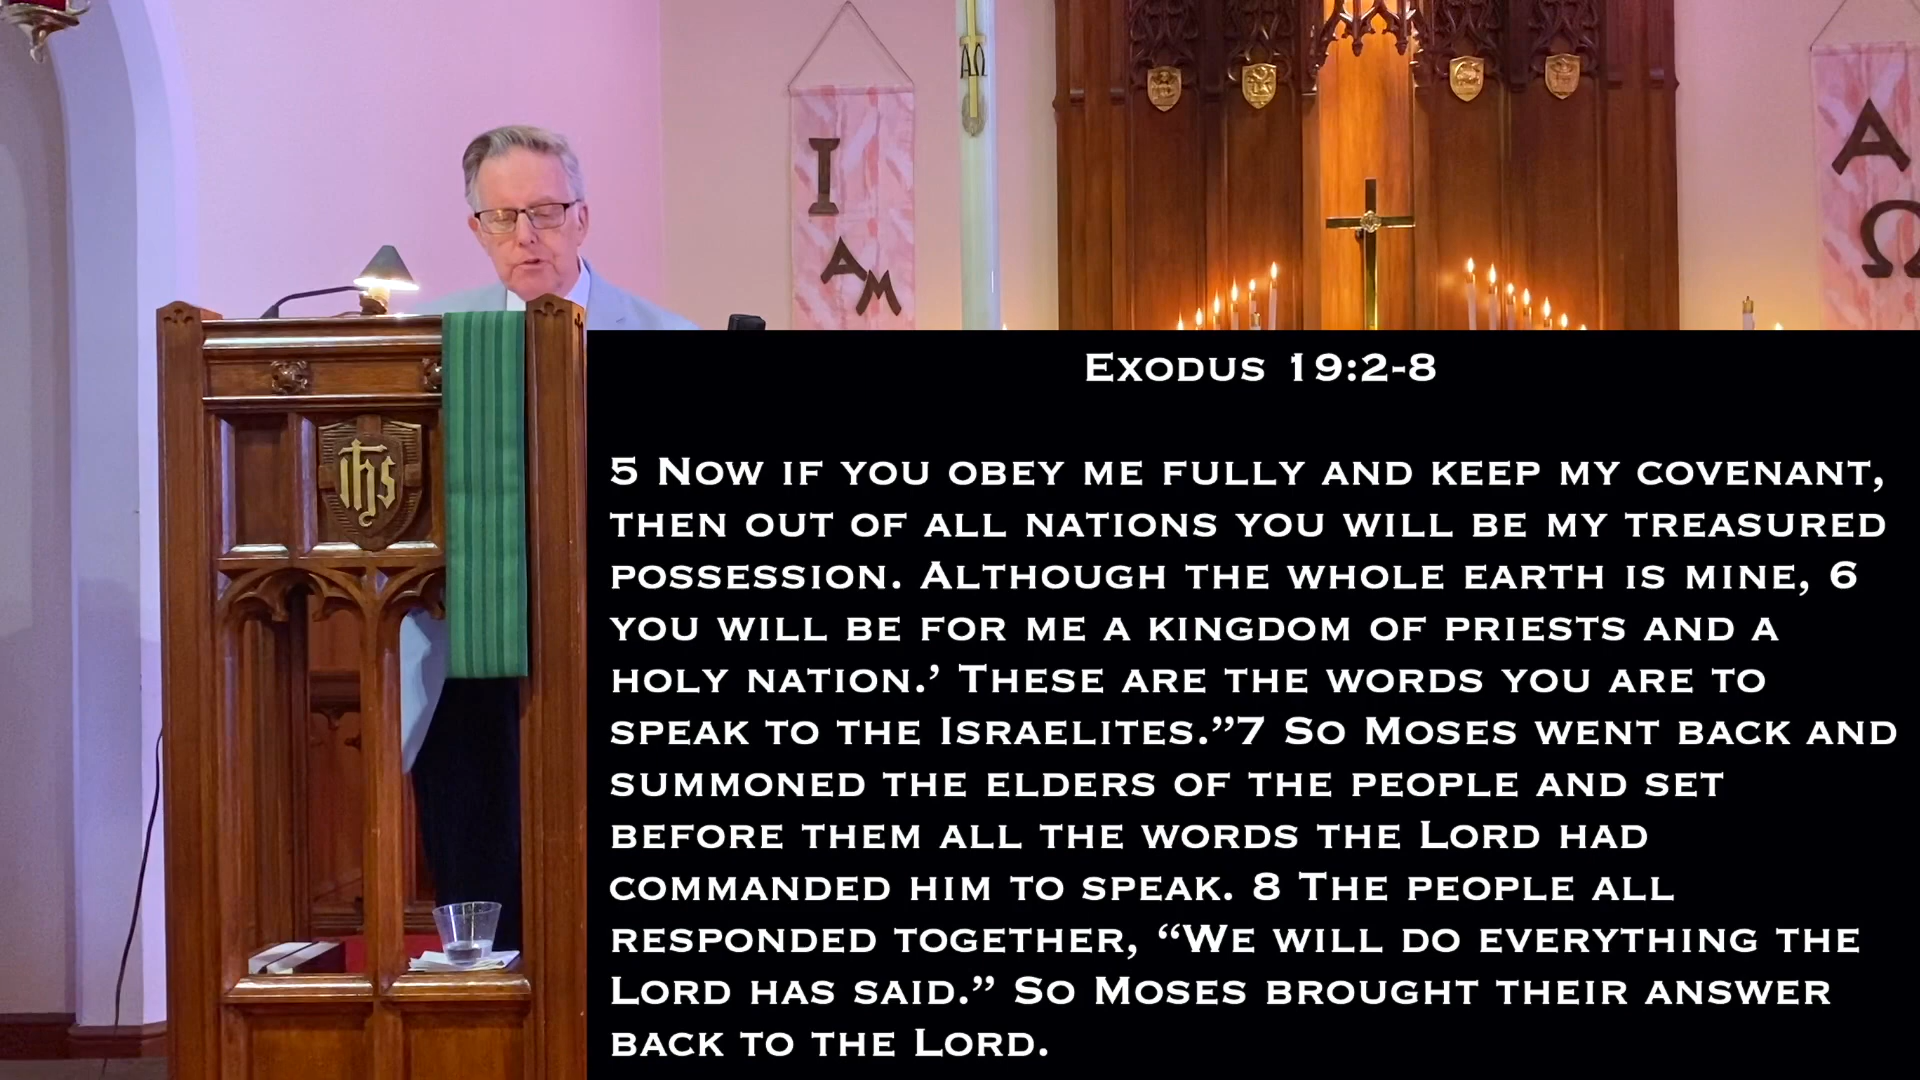 I
AM
ΑΩ
Α
Ω
ihs
Exodus 19:2-8
5 Now if you obey me fully and keep my covenant,
then out of all nations you will be my treasured
possession. Although the whole earth is mine, 6
you will be for me a kingdom of priests and a
holy nation.’ These are the words you are to
speak to the Israelites.”7 So Moses went back and
summoned the elders of the people and set
before them all the words the Lord had
commanded him to speak. 8 The people all
responded together, “We will do everything the
Lord has said.” So Moses brought their answer
back to the Lord.